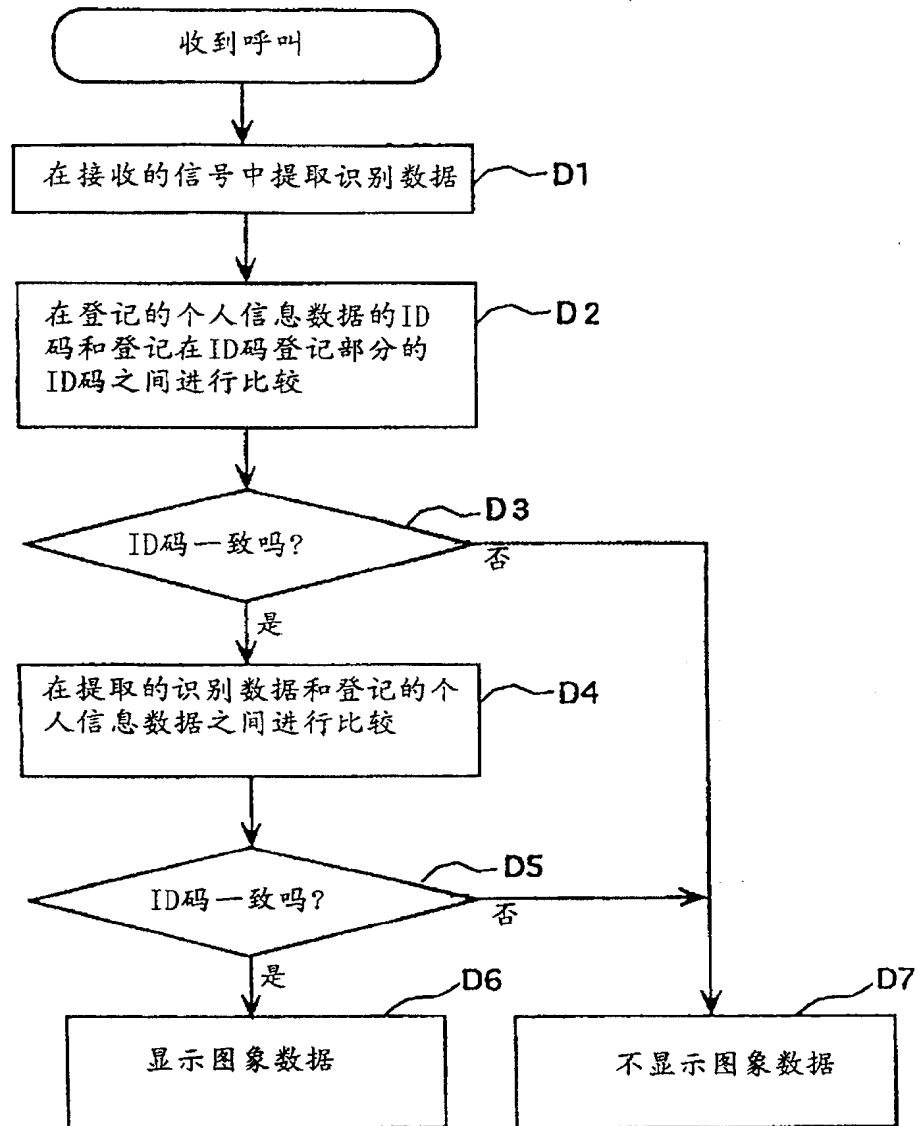 收到呼叫
在接收的信号中提取识别数据
D1
在登记的个人信息数据的ID
码和登记在ID码登记部分的
ID码之间进行比较
D2
ID码一致吗?
D3
否
是
在提取的识别数据和登记的个
人信息数据之间进行比较
D4
ID码一致吗?
D5
否
是
显示图象数据
D6
不显示图象数据
D7